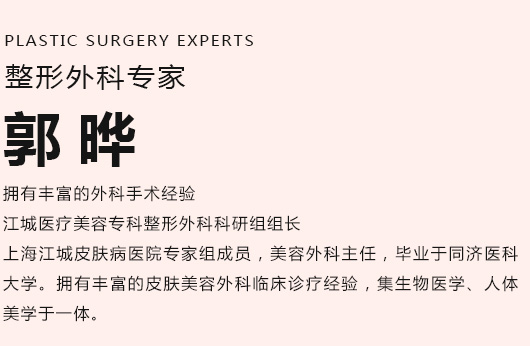 PLASTIC SURGERY EXPERTS
整形外科专家
郭 晔
拥有丰富的外科手术经验
江城医疗美容专科整形外科科研组组长
上海江城皮肤病医院专家组成员，美容外科主任，毕业于同济医科
大学。拥有丰富的皮肤美容外科临床诊疗经验，集生物医学、人体
美学于一体。